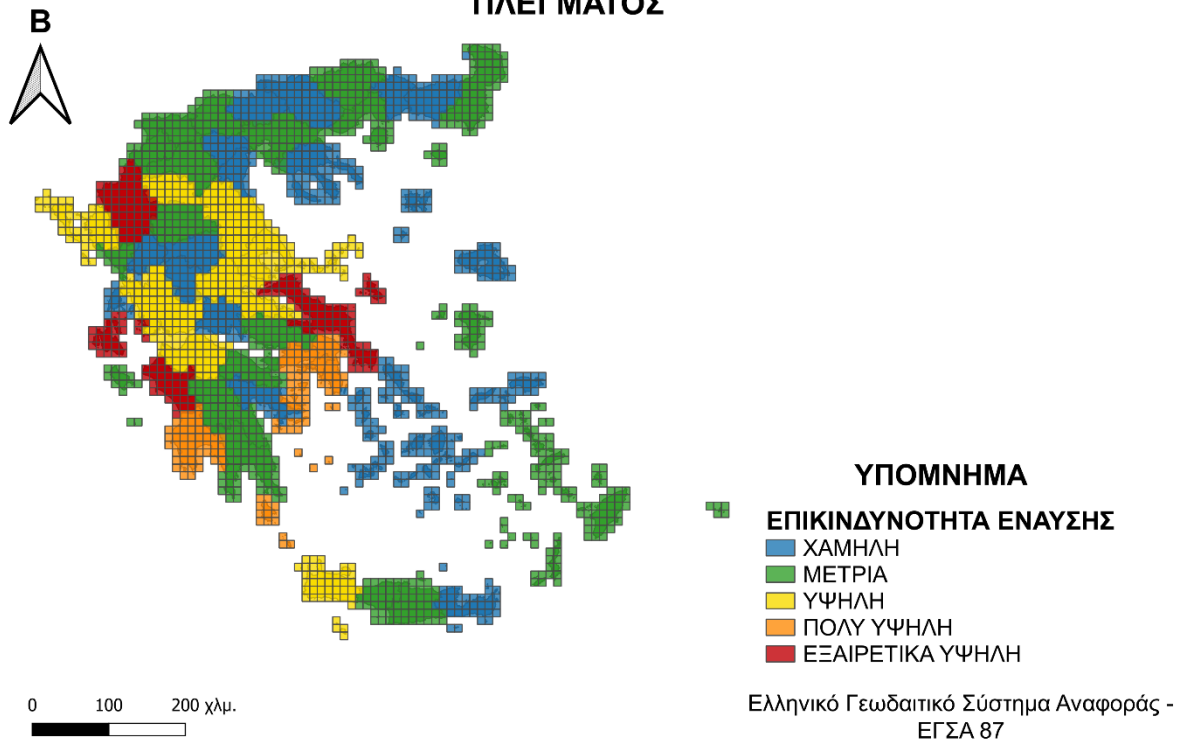 ΠΛΕΓΜΑΤΟΣ
Β
ΥΠΟΜΝΗΜΑ
ΕΠΙΚΙΝΔΥΝΟΤΗΤΑ ΕΝΑΥΣΗΣ
ΧΑΜΗΛΗ
ΜΕΤΡΙΑ
ΥΨΗΛΗ
ΠΟΛΥ ΥΨΗΛΗ
ΕΞΑΙΡΕΤΙΚΑ ΥΨΗΛΗ
0 100 200 χλμ.
Ελληνικό Γεωδαιτικό Σύστημα Αναφοράς -
ΕΓΣΑ 87